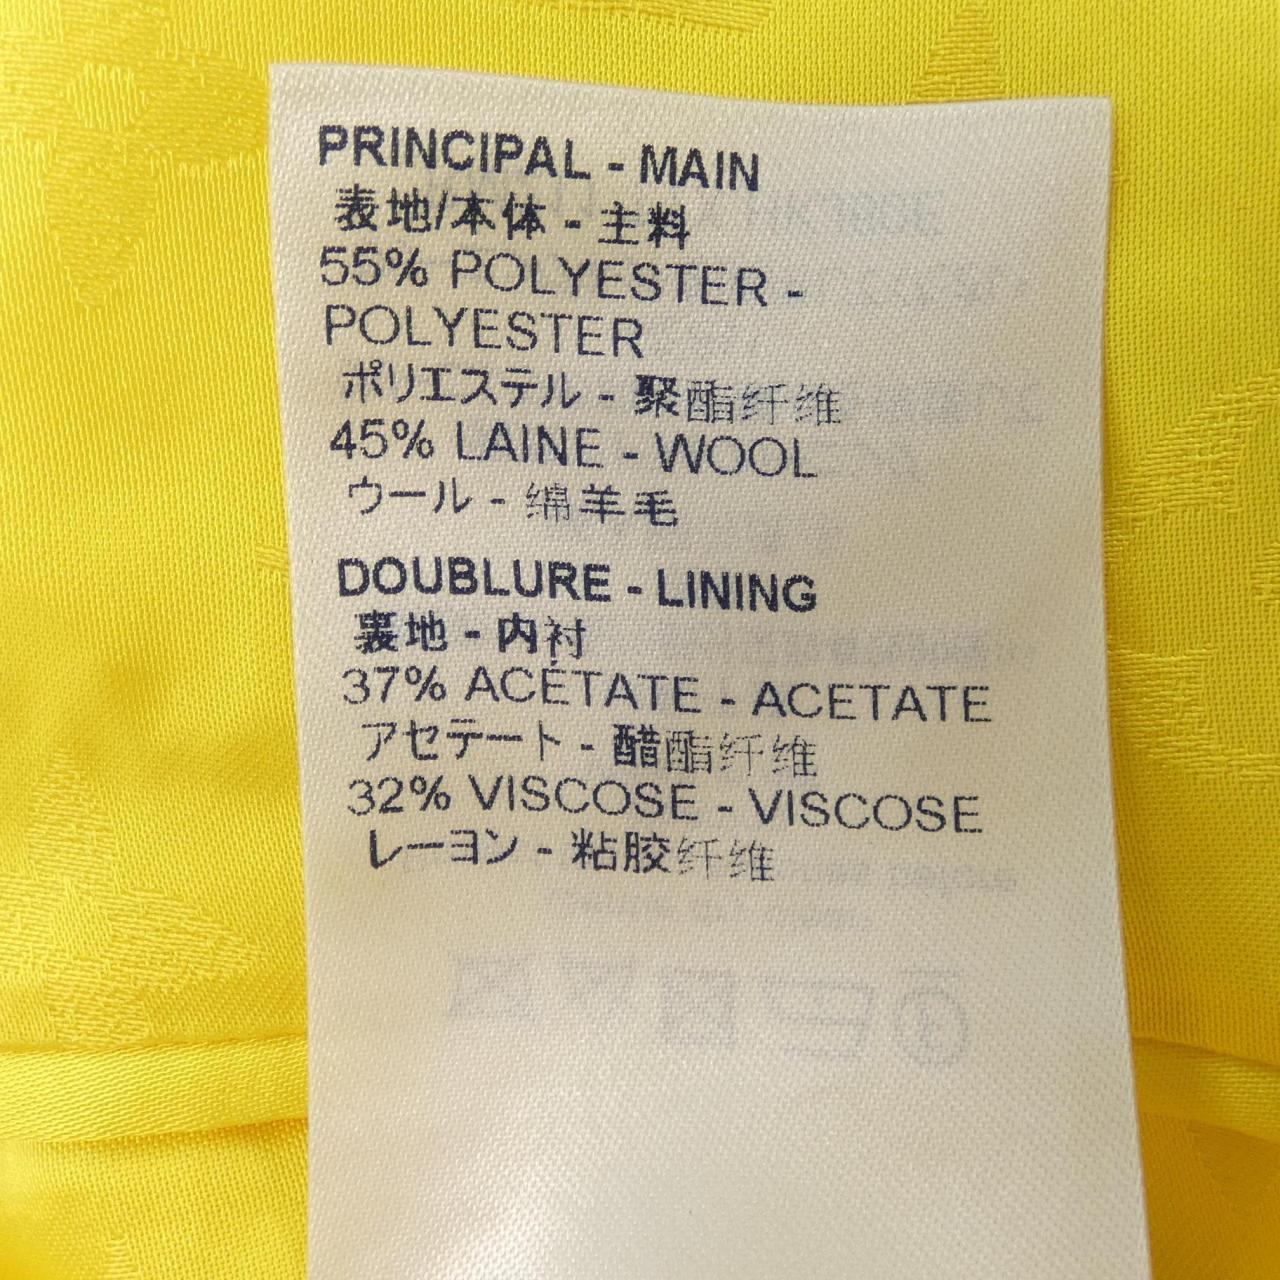 PRINCIPAL - MAIN
表地/本体 - 主料
55% POLYESTER -
POLYESTER
ポリエステル - 聚酯纤维
45% LAINE - WOOL
ウール - 绵羊毛
DOUBLURE - LINING
裏地 - 内衬
37% ACÉTATE - ACETATE
アセテート - 醋酯纤维
32% VISCOSE - VISCOSE
レーヨン - 粘胶纤维